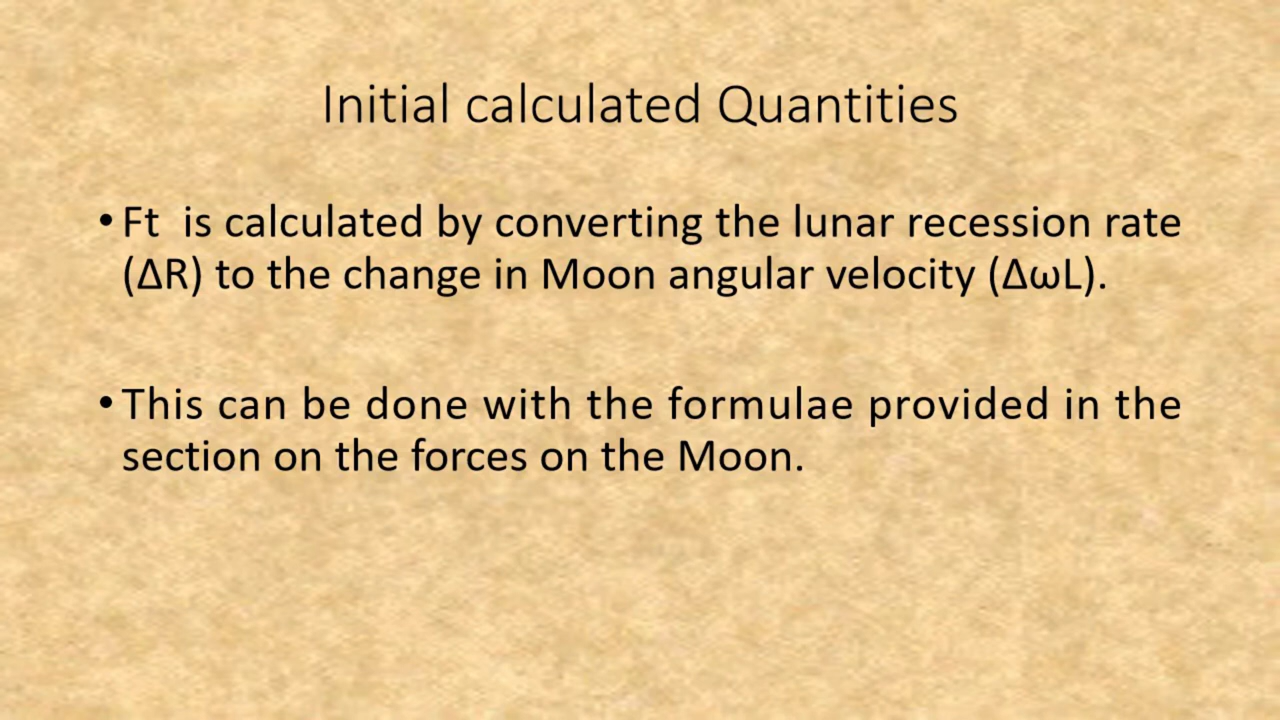 Initial calculated Quantities
• Ft  is calculated by converting the lunar recession rate
(ΔR) to the change in Moon angular velocity (ΔωL).
• This can be done with the formulae provided in the
section on the forces on the Moon.